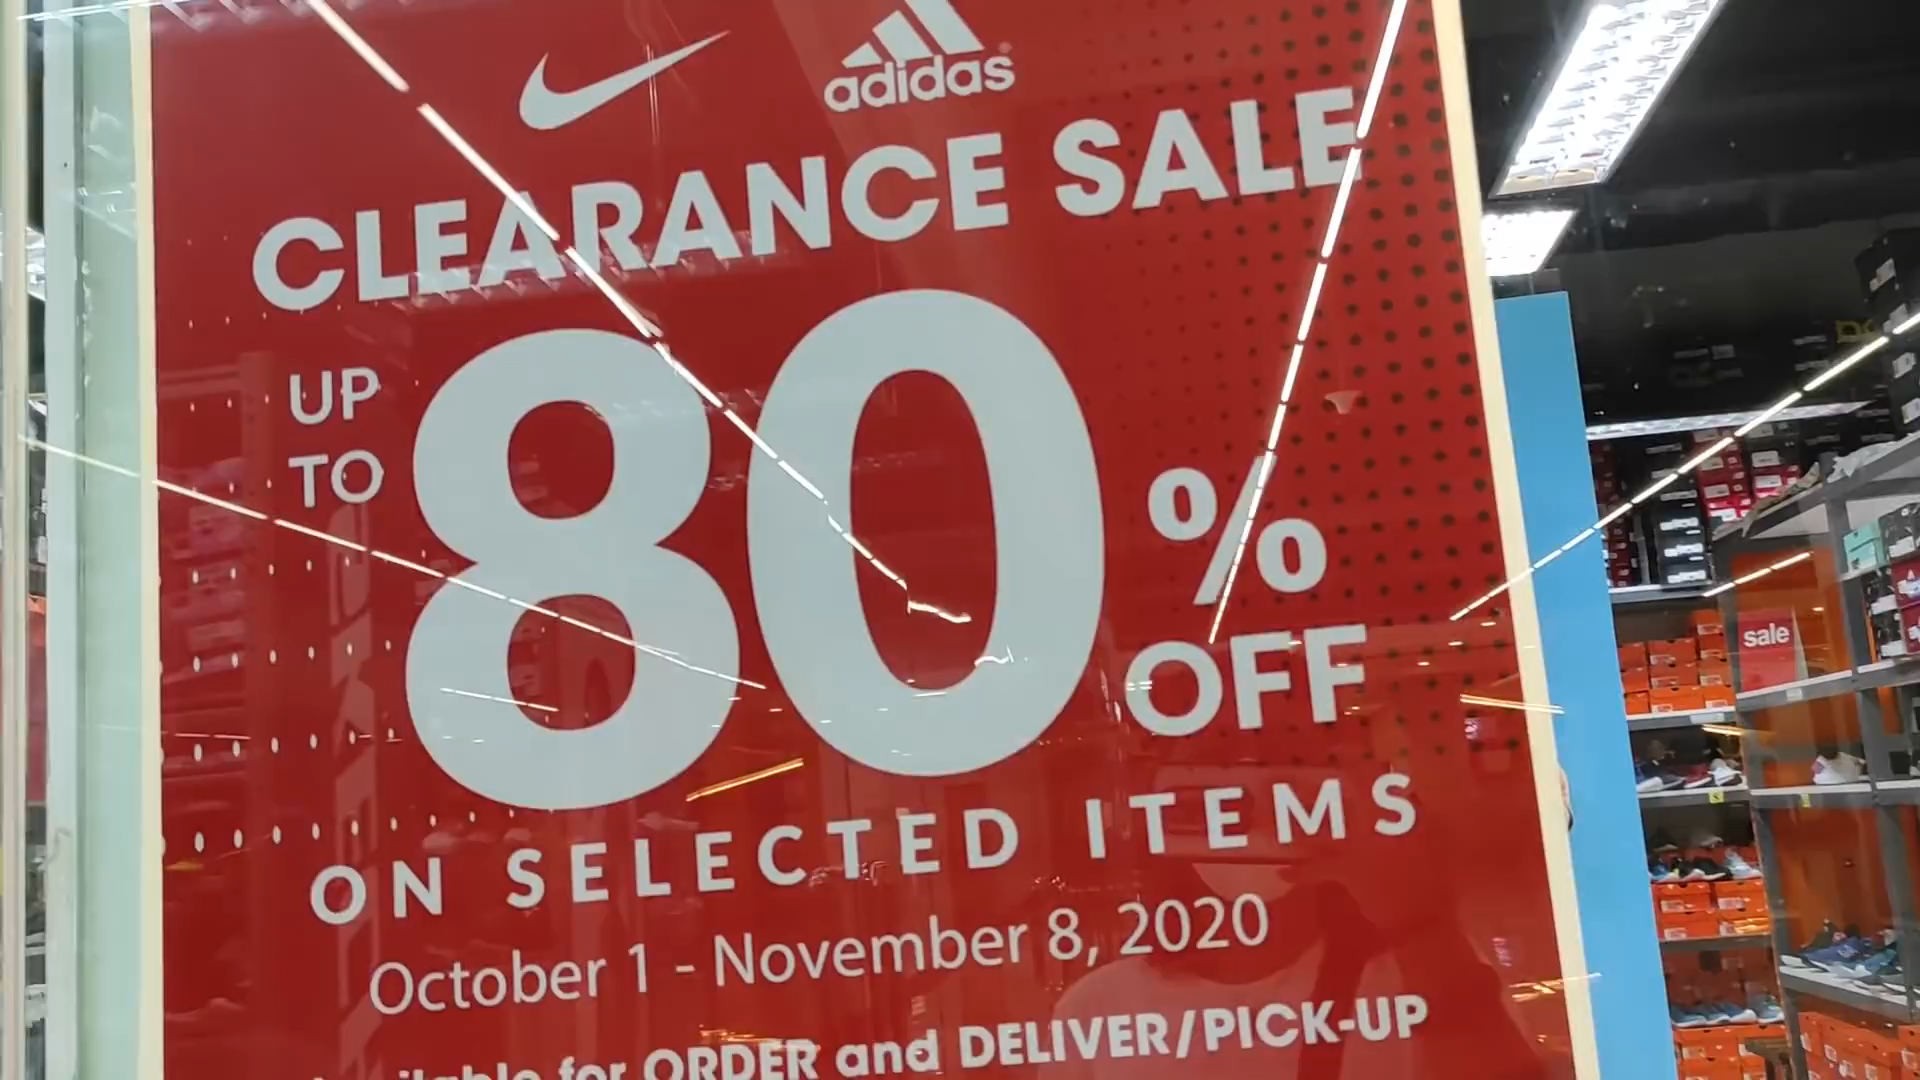 adidas
CLEARANCE SALE
UP
TO
80%
OFF
ON SELECTED ITEMS
October 1 - November 8, 2020
for ORDER and DELIVER/PICK-UP
sale